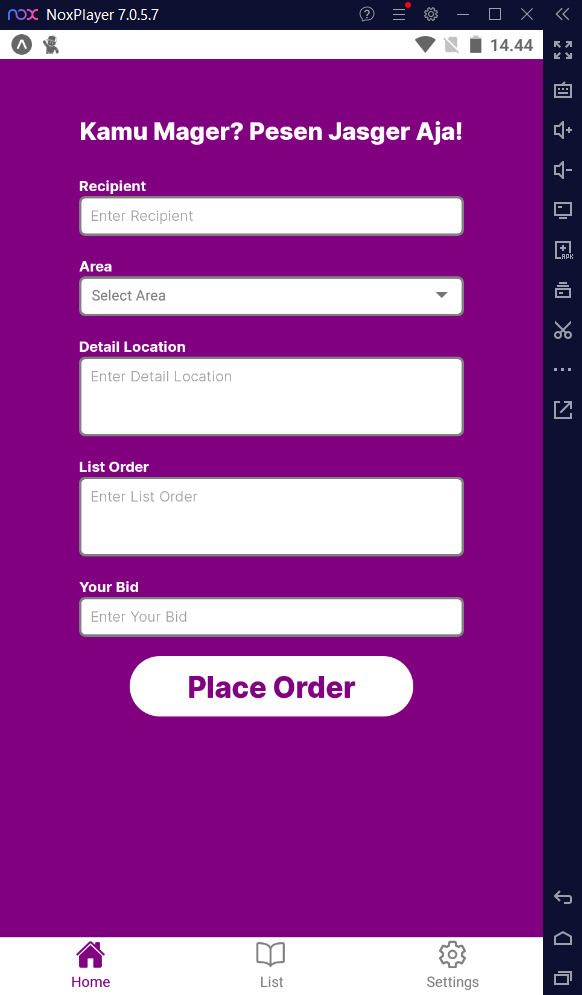 nox NoxPlayer 7.0.5.7
14.44
Kamu Mager? Pesen Jasger Aja!
Recipient
Enter Recipient
Area
Select Area
Detail Location
Enter Detail Location
List Order
Enter List Order
Your Bid
Enter Your Bid
Place Order
Home
List
Settings
APK